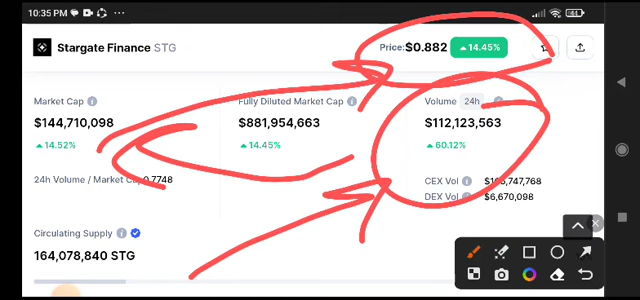 10:35 PM
Stargate Finance STG
Price:$0.882 14.45%
Market Cap Fully Diluted Market Cap Volume 24h
$144,710,098 $881,954,663 $112,123,563
14.52% 14.45% 60.12%
24h Volume / Market Cap 0.7748
CEX Vol
DEX Vol $6,670,098
Circulating Supply
164,078,840 STG